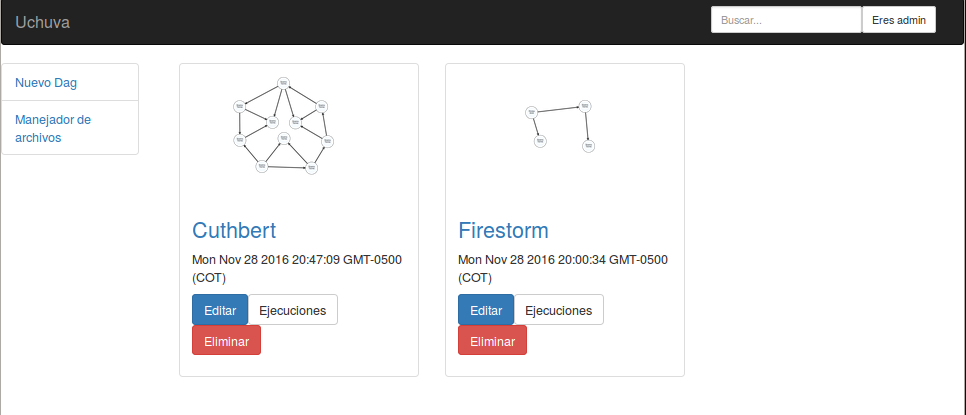 Uchuva
Buscar...
Eres admin
Nuevo Dag
Manejador de
archivos
Cuthbert
Mon Nov 28 2016 20:47:09 GMT-0500
(COT)
Editar
Ejecuciones
Eliminar
Firestorm
Mon Nov 28 2016 20:00:34 GMT-0500
(COT)
Editar
Ejecuciones
Eliminar